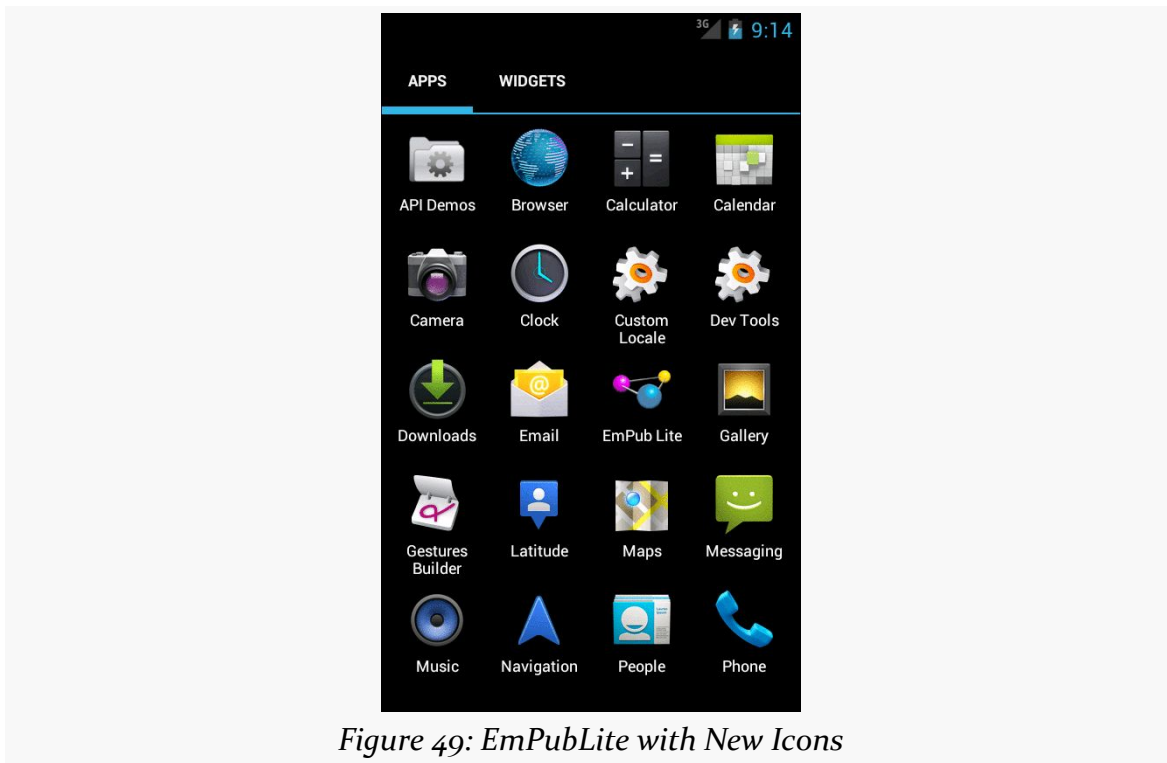 3G 9:14
APPS WIDGETS
API Demos Browser Calculator Calendar
Camera Clock Custom Locale Dev Tools
Downloads Email EmPub Lite Gallery
@
Gestures Builder Latitude Maps Messaging
Music Navigation People Phone
Figure 49: EmPubLite with New Icons